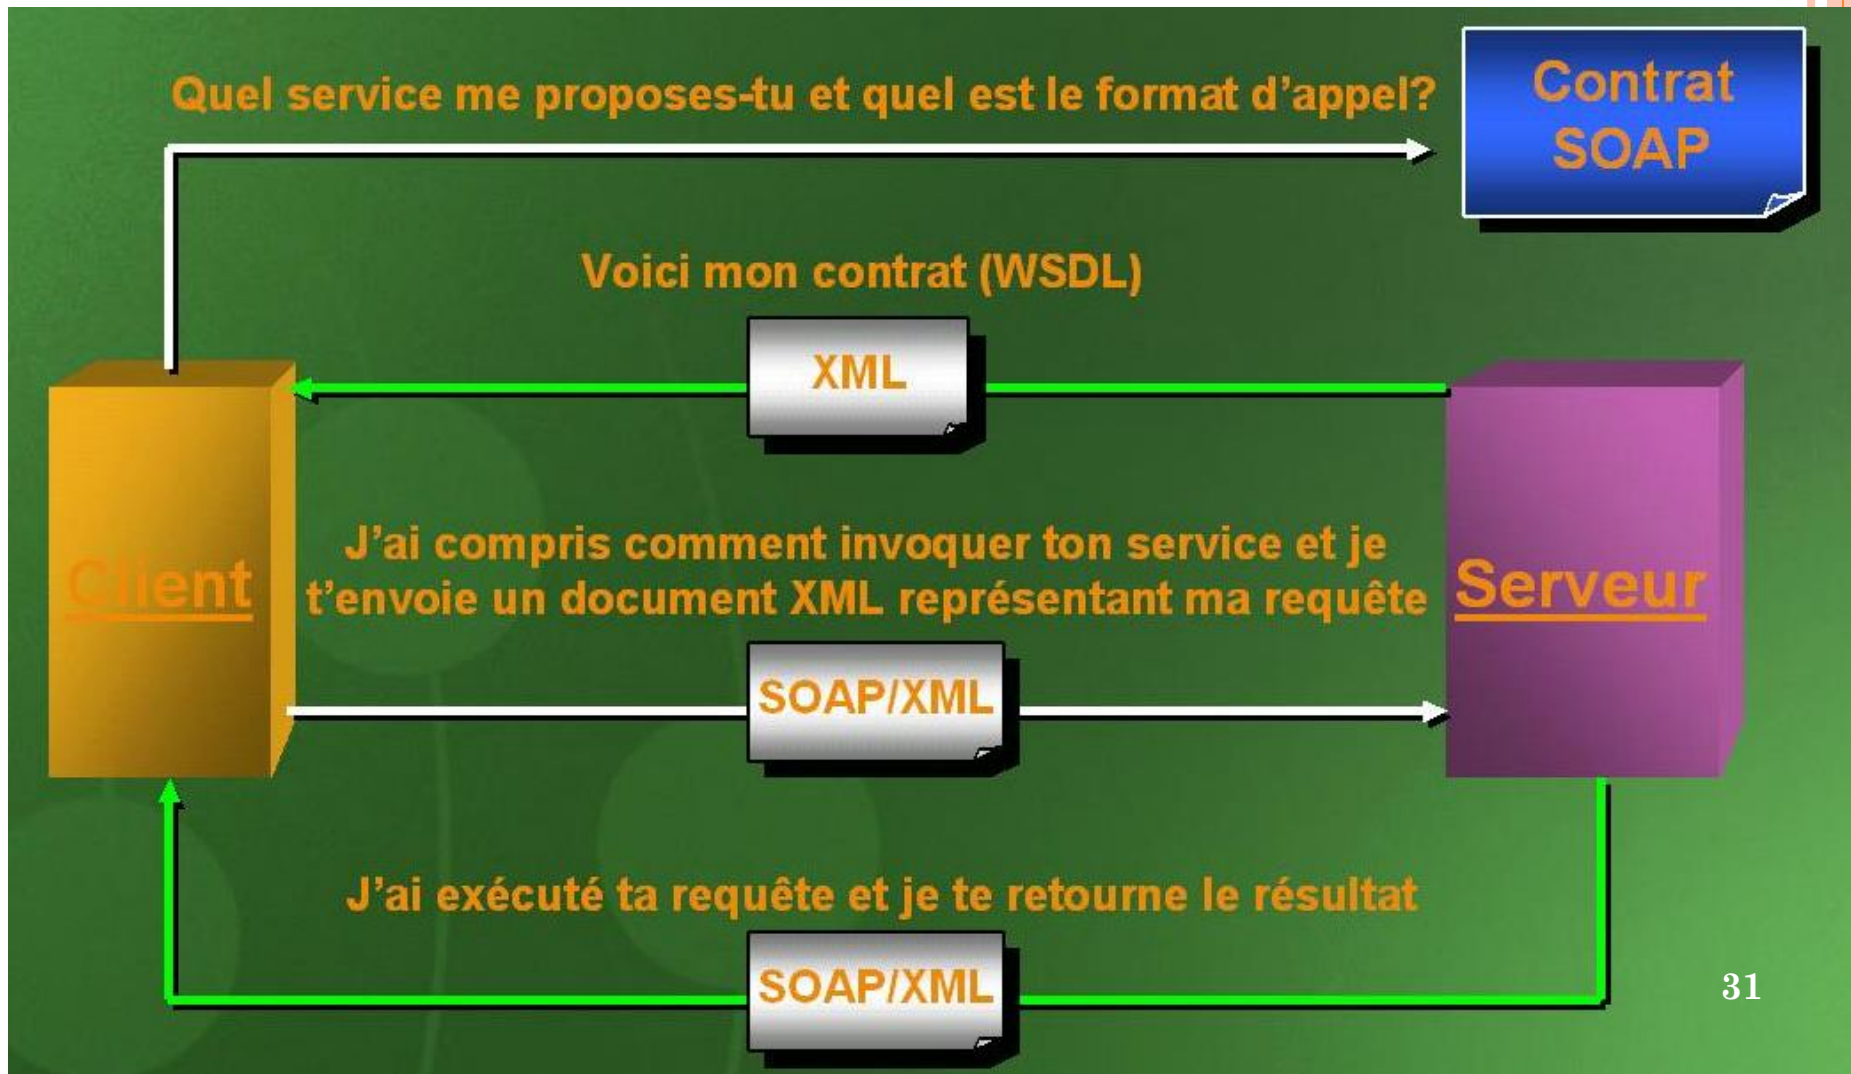 Quel service me proposes-tu et quel est le format d'appel?
Contrat
SOAP
Voici mon contrat (WSDL)
XML
Client
J'ai compris comment invoquer ton service et je
t'envoie un document XML représentant ma requête
Serveur
SOAP/XML
J'ai exécuté ta requête et je te retourne le résultat
SOAP/XML
31